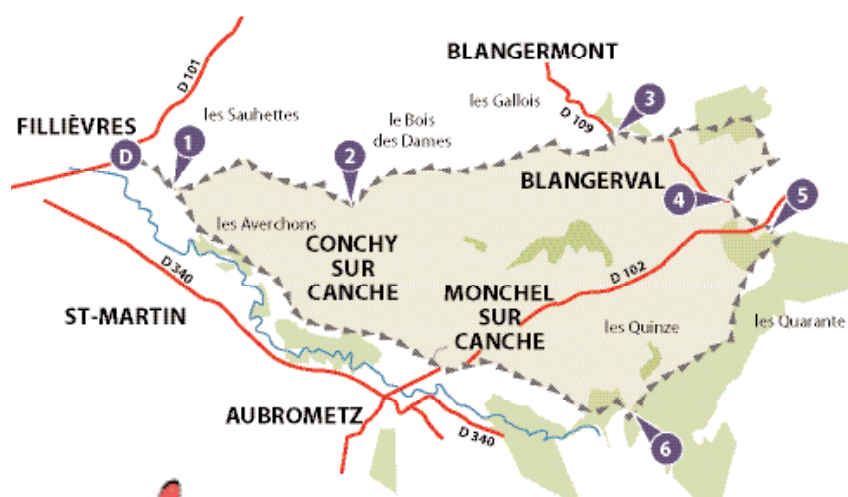 BLANGERMONT
D 101
les Sauhettes
les Gallois
3
le Bois
des Dames
FILLIÈVRES
D
1
2
D 109
BLANGERVAL
4
5
les Averchons
CONCHY
SUR
CANCHE
D 340
D 102
MONCHEL
SUR
CANCHE
ST-MARTIN
les Quinze
les Quarante
AUBROMETZ
D 340
6